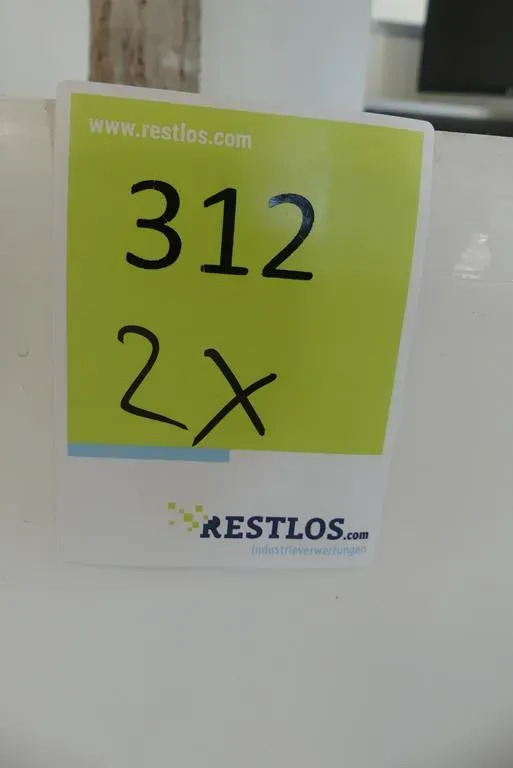 www.restlos.com
312
2x
RESTLOS.com
Industrieverwertungen